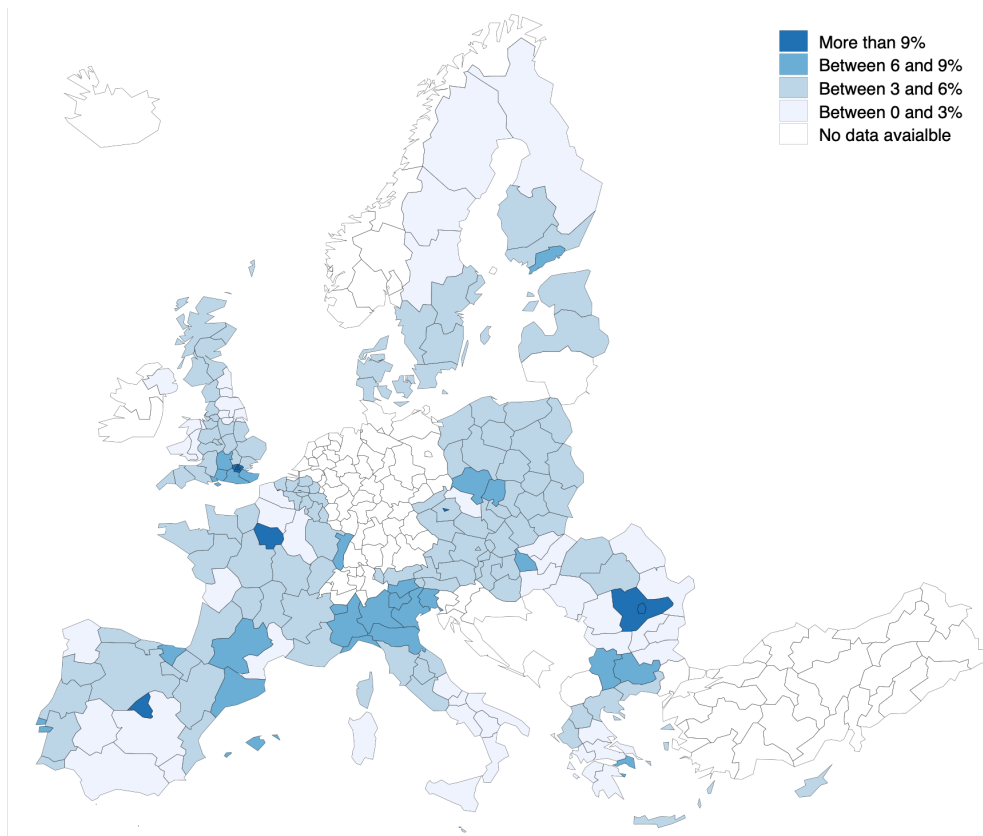 More than 9%
Between 6 and 9%
Between 3 and 6%
Between 0 and 3%
No data avaialble